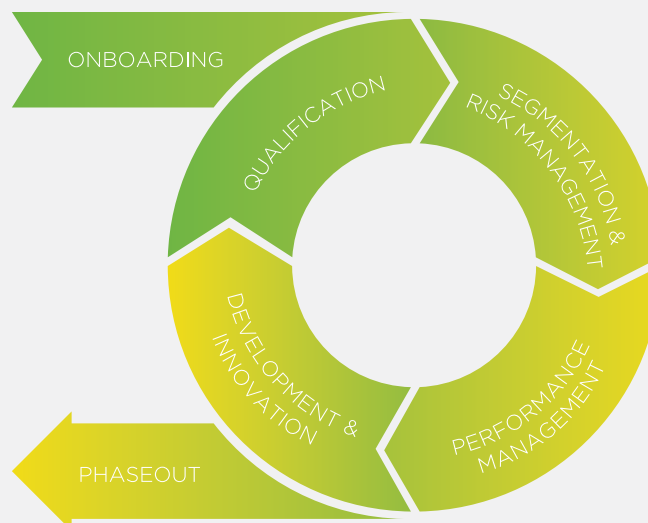 ONBOARDING
QUALIFICATION
SEGMENTATION &
RISK MANAGEMENT
PERFORMANCE
MANAGEMENT
DEVELOPMENT &
INNOVATION
PHASEOUT